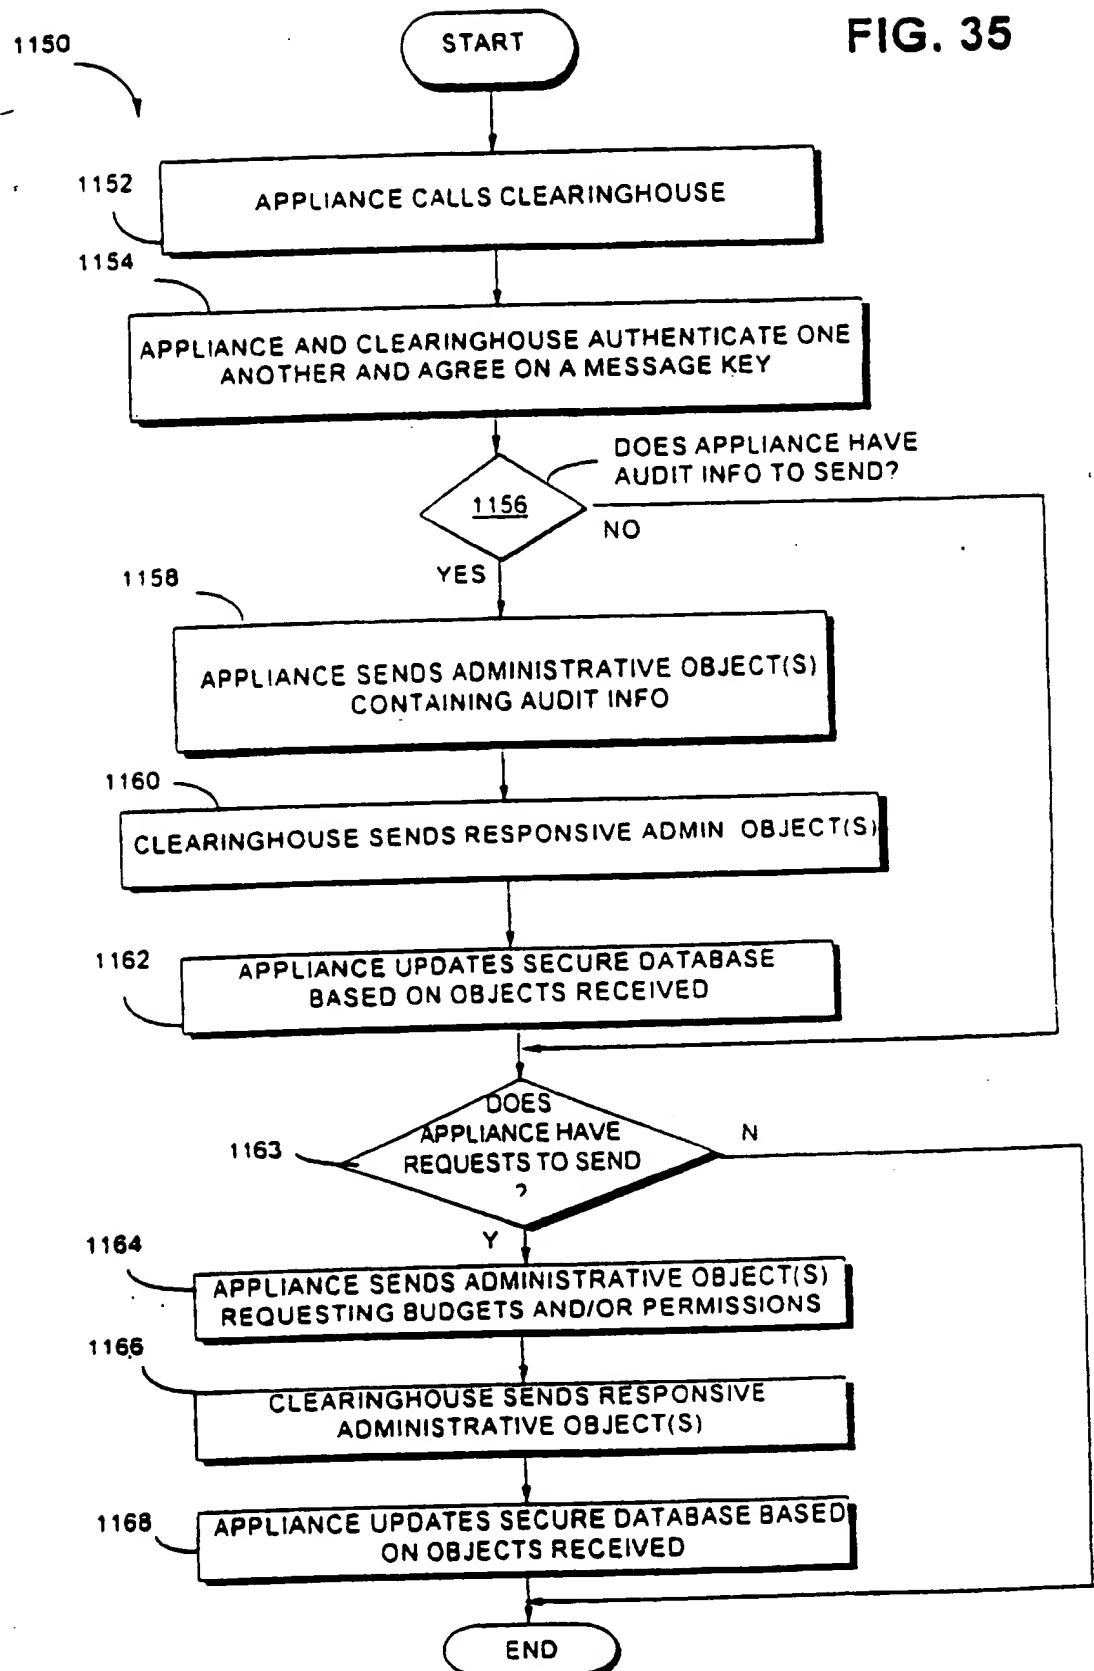 FIG. 35
1150
START
1152
APPLIANCE CALLS CLEARINGHOUSE
1154
APPLIANCE AND CLEARINGHOUSE AUTHENTICATE ONE
ANOTHER AND AGREE ON A MESSAGE KEY
DOES APPLIANCE HAVE
AUDIT INFO TO SEND?
1156
NO
YES
1158
APPLIANCE SENDS ADMINISTRATIVE OBJECT(S)
CONTAINING AUDIT INFO
1160
CLEARINGHOUSE SENDS RESPONSIVE ADMIN OBJECT(S)
1162
APPLIANCE UPDATES SECURE DATABASE
BASED ON OBJECTS RECEIVED
DOES
APPLIANCE HAVE
REQUESTS TO SEND
?
1163
N
Y
1164
APPLIANCE SENDS ADMINISTRATIVE OBJECT(S)
REQUESTING BUDGETS AND/OR PERMISSIONS
1166
CLEARINGHOUSE SENDS RESPONSIVE
ADMINISTRATIVE OBJECT(S)
1168
APPLIANCE UPDATES SECURE DATABASE BASED
ON OBJECTS RECEIVED
END